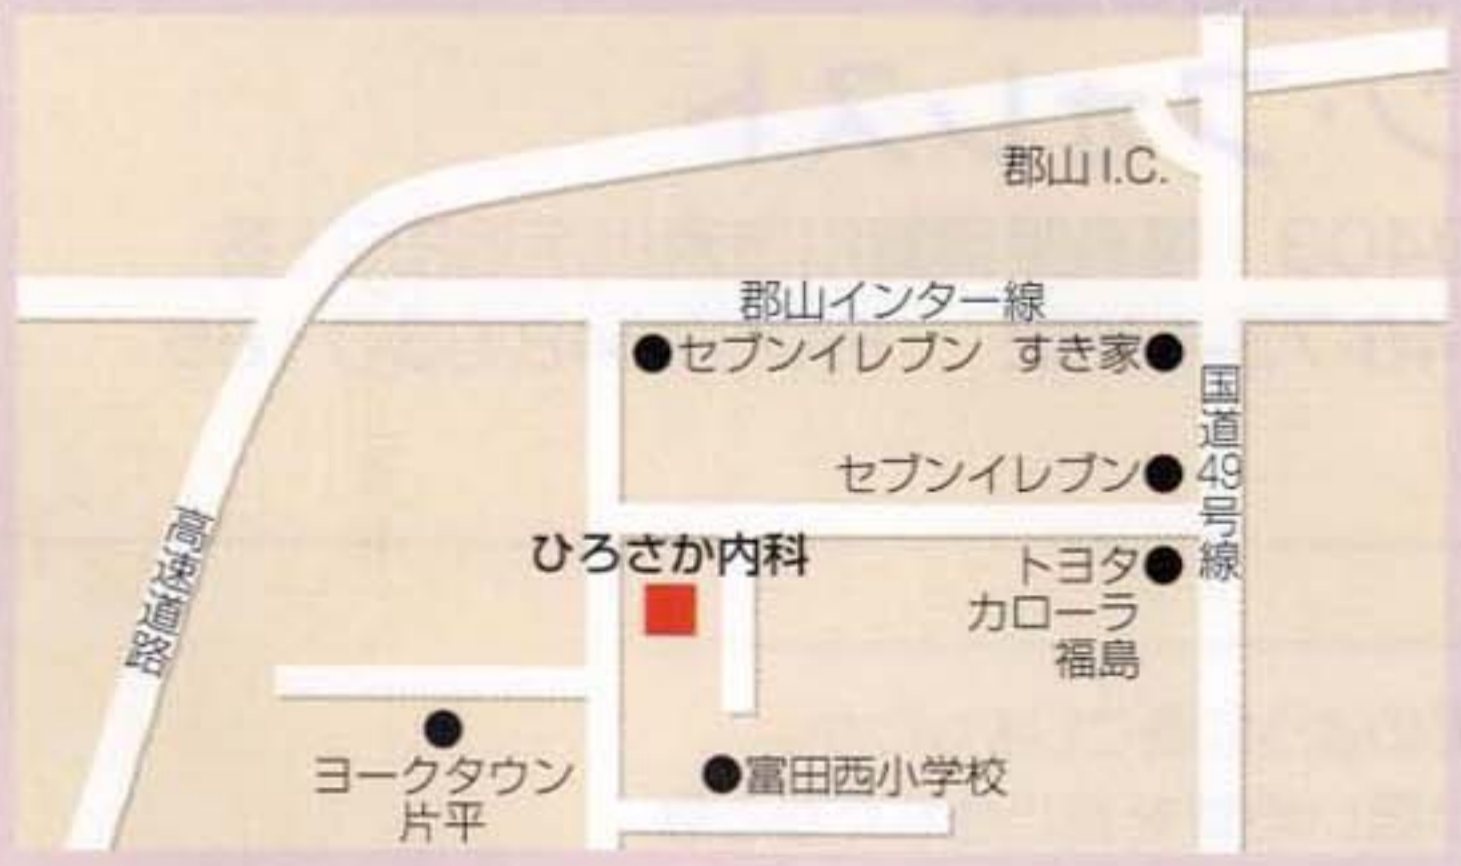 郡山 I.C.
郡山インター線
セブンイレブン
すき家
国道49号線
セブンイレブン
ひろさか内科
トヨタ
カローラ
福島
高速道路
ヨークタウン
片平
富田西小学校